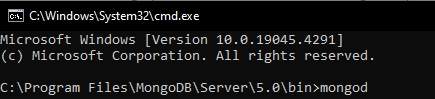 C:\Windows\System32\cmd.exe
Microsoft Windows [Version 10.0.19045.4291]
(c) Microsoft Corporation. All rights reserved.
C:\Program Files\MongoDB\Server\5.0\bin>mongod